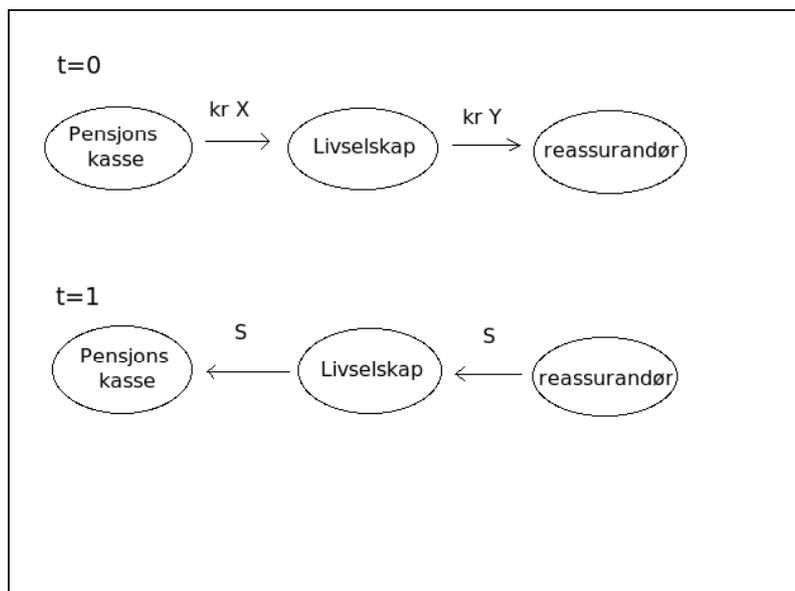 t=0
kr X
kr Y
Pensjons
kasse
Livselskap
reassurandør
t=1
S
S
Pensjons
kasse
Livselskap
reassurandør